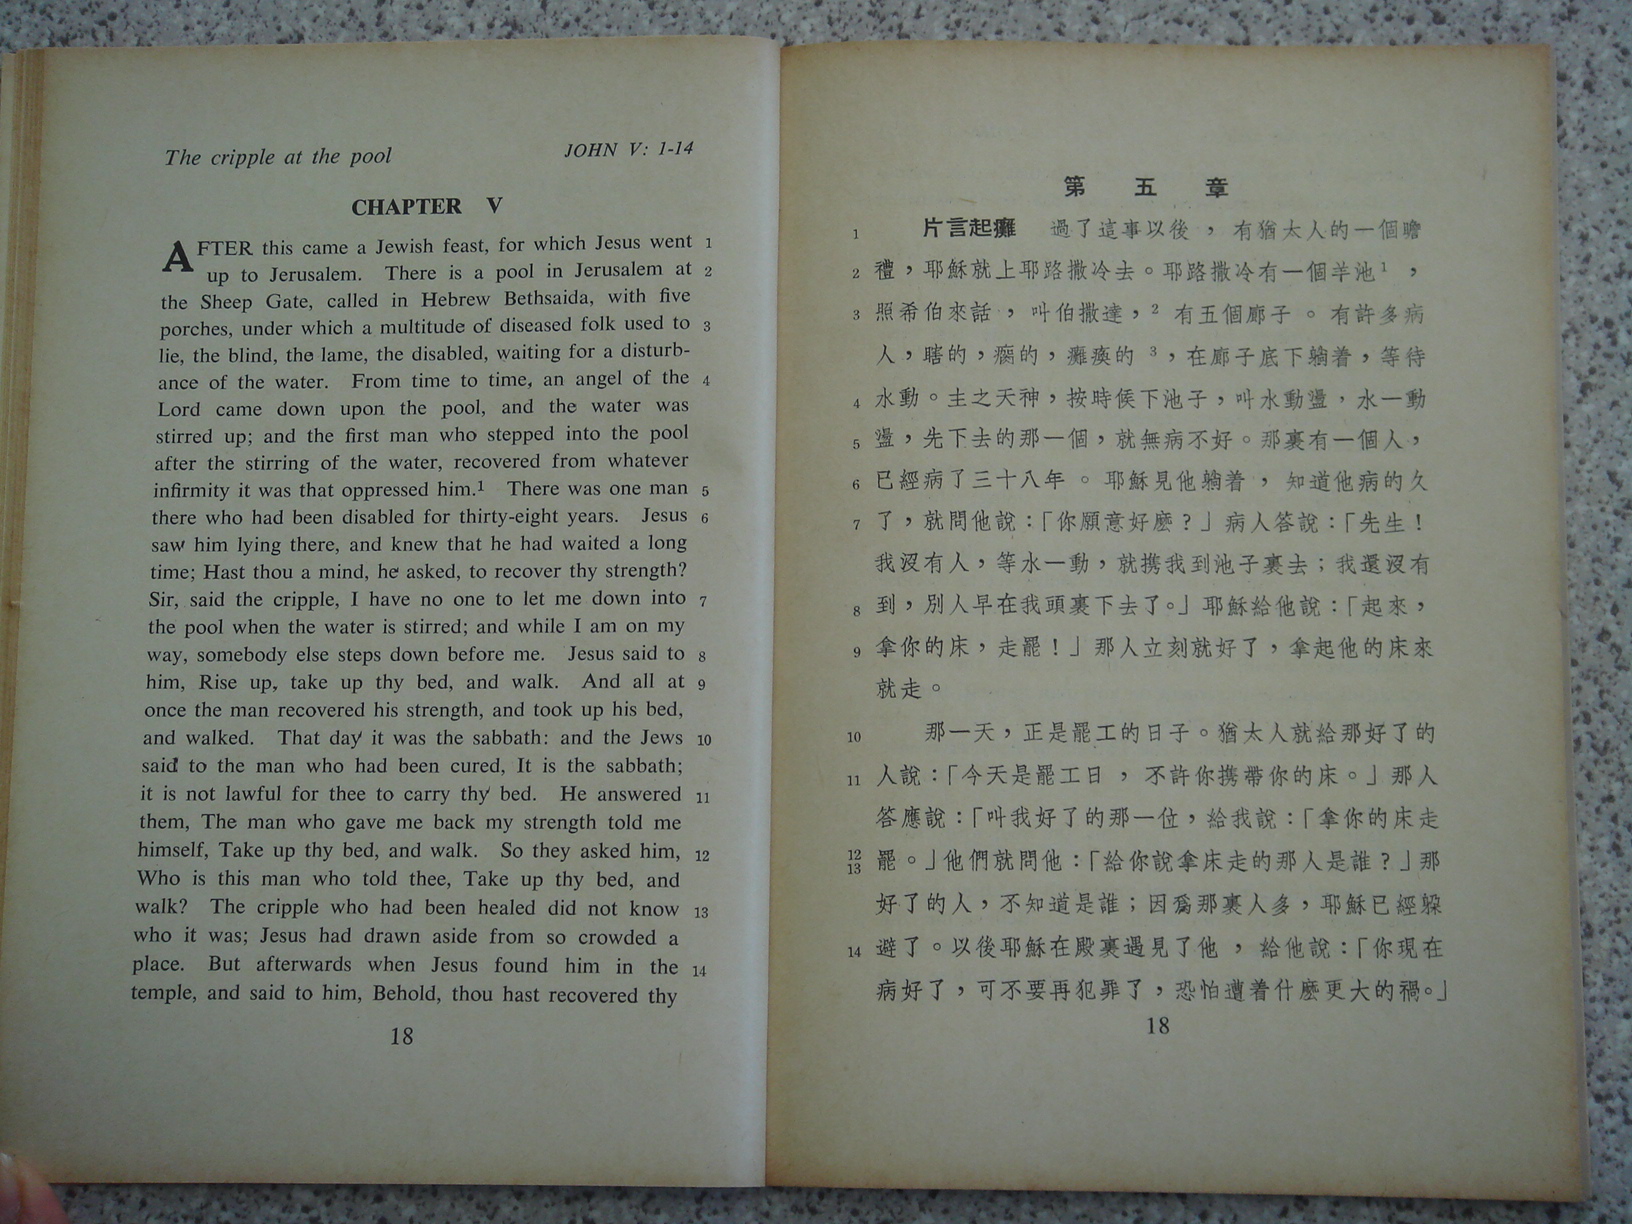 The cripple at the pool JOHN V: 1-14
CHAPTER V
AFTER this came a Jewish feast, for which Jesus went 1
up to Jerusalem. There is a pool in Jerusalem at 2
the Sheep Gate, called in Hebrew Bethsaida, with five
porches, under which a multitude of diseased folk used to 3
lie, the blind, the lame, the disabled, waiting for a disturb-
ance of the water. From time to time, an angel of the 4
Lord came down upon the pool, and the water was
stirred up; and the first man who stepped into the pool
after the stirring of the water, recovered from whatever
infirmity it was that oppressed him.¹ There was one man 5
there who had been disabled for thirty-eight years. Jesus 6
saw him lying there, and knew that he had waited a long
time; Hast thou a mind, he asked, to recover thy strength?
Sir, said the cripple, I have no one to let me down into 7
the pool when the water is stirred; and while I am on my
way, somebody else steps down before me. Jesus said to 8
him, Rise up, take up thy bed, and walk. And all at 9
once the man recovered his strength, and took up his bed,
and walked. That day it was the sabbath: and the Jews 10
said to the man who had been cured, It is the sabbath;
it is not lawful for thee to carry thy bed. He answered 11
them, The man who gave me back my strength told me
himself, Take up thy bed, and walk. So they asked him, 12
Who is this man who told thee, Take up thy bed, and
walk? The cripple who had been healed did not know 13
who it was; Jesus had drawn aside from so crowded a
place. But afterwards when Jesus found him in the 14
temple, and said to him, Behold, thou hast recovered thy
18
第五章
1 片言起癱 過了這事以後，有猶太人的一個瞻
2 禮，耶穌就上耶路撒冷去。耶路撒冷有一個羊池¹，
3 照希伯來話，叫伯撒達，² 有五個廊子。有許多病
人，瞎的，瘸的，癱瘓的³，在廊子底下躺着，等待
4 水動。主之天神，按時候下池子，叫水動盪，水一動
5 盪，先下去的那一個，就無病不好。那裏有一個人，
6 已經病了三十八年。耶穌見他躺着，知道他病的久
7 了，就問他說：「你願意好麼？」病人答說：「先生！
我沒有人，等水一動，就携我到池子裏去；我還沒有
8 到，別人早在我頭裏下去了。」耶穌給他說：「起來，
9 拿你的床，走罷！」那人立刻就好了，拿起他的床來
就走。
10 那一天，正是罷工的日子。猶太人就給那好了的
11 人說：「今天是罷工日，不許你携帶你的床。」那人
答應說：「叫我好了的那一位，給我說：「拿你的床走
12 13 罷。」他們就問他：「給你說拿床走的那人是誰？」那
好了的人，不知道是誰；因爲那裏人多，耶穌已經躱
14 避了。以後耶穌在殿裏遇見了他，給他說：「你現在
病好了，可不要再犯罪了，恐怕遭着什麼更大的禍。」
18